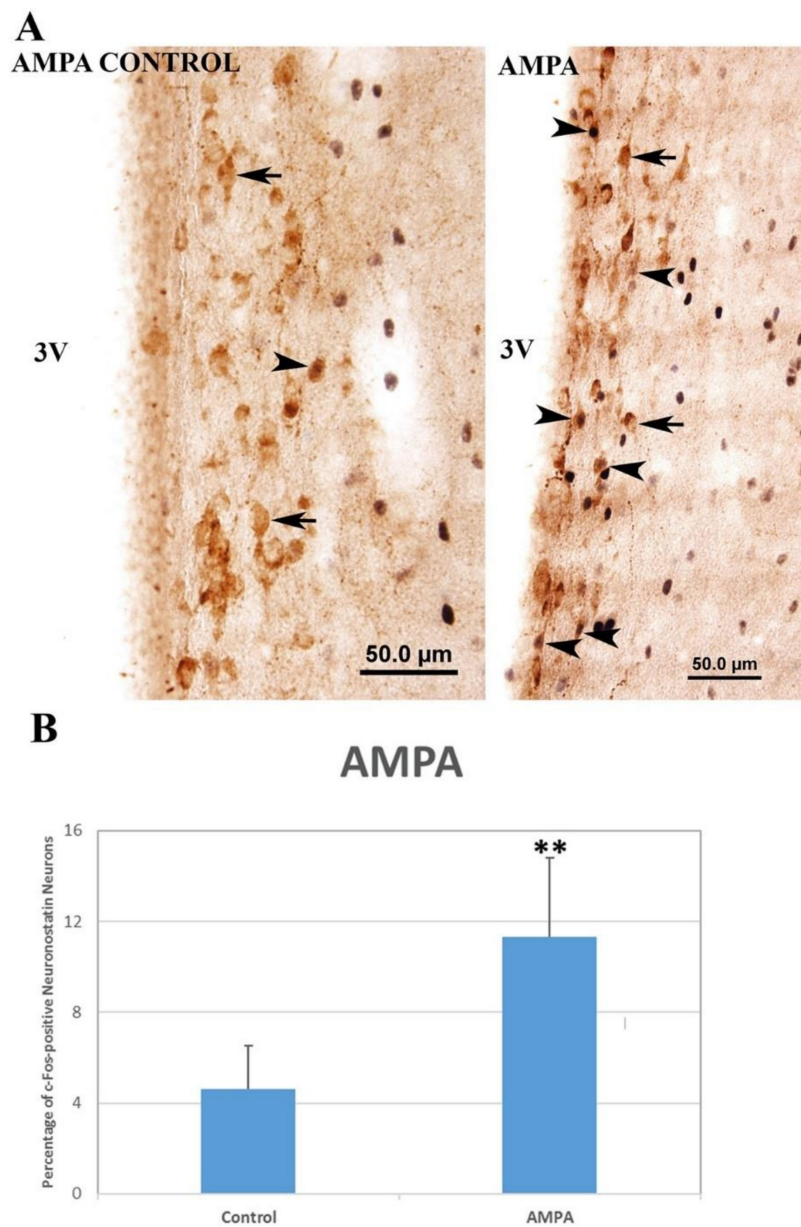 A
AMPA CONTROL
AMPA
3V
3V
50.0 µm
50.0 µm
B
AMPA
Percentage of c-Fos-positive Neuronostatin Neurons
16
**
12
8
4
0
Control
AMPA